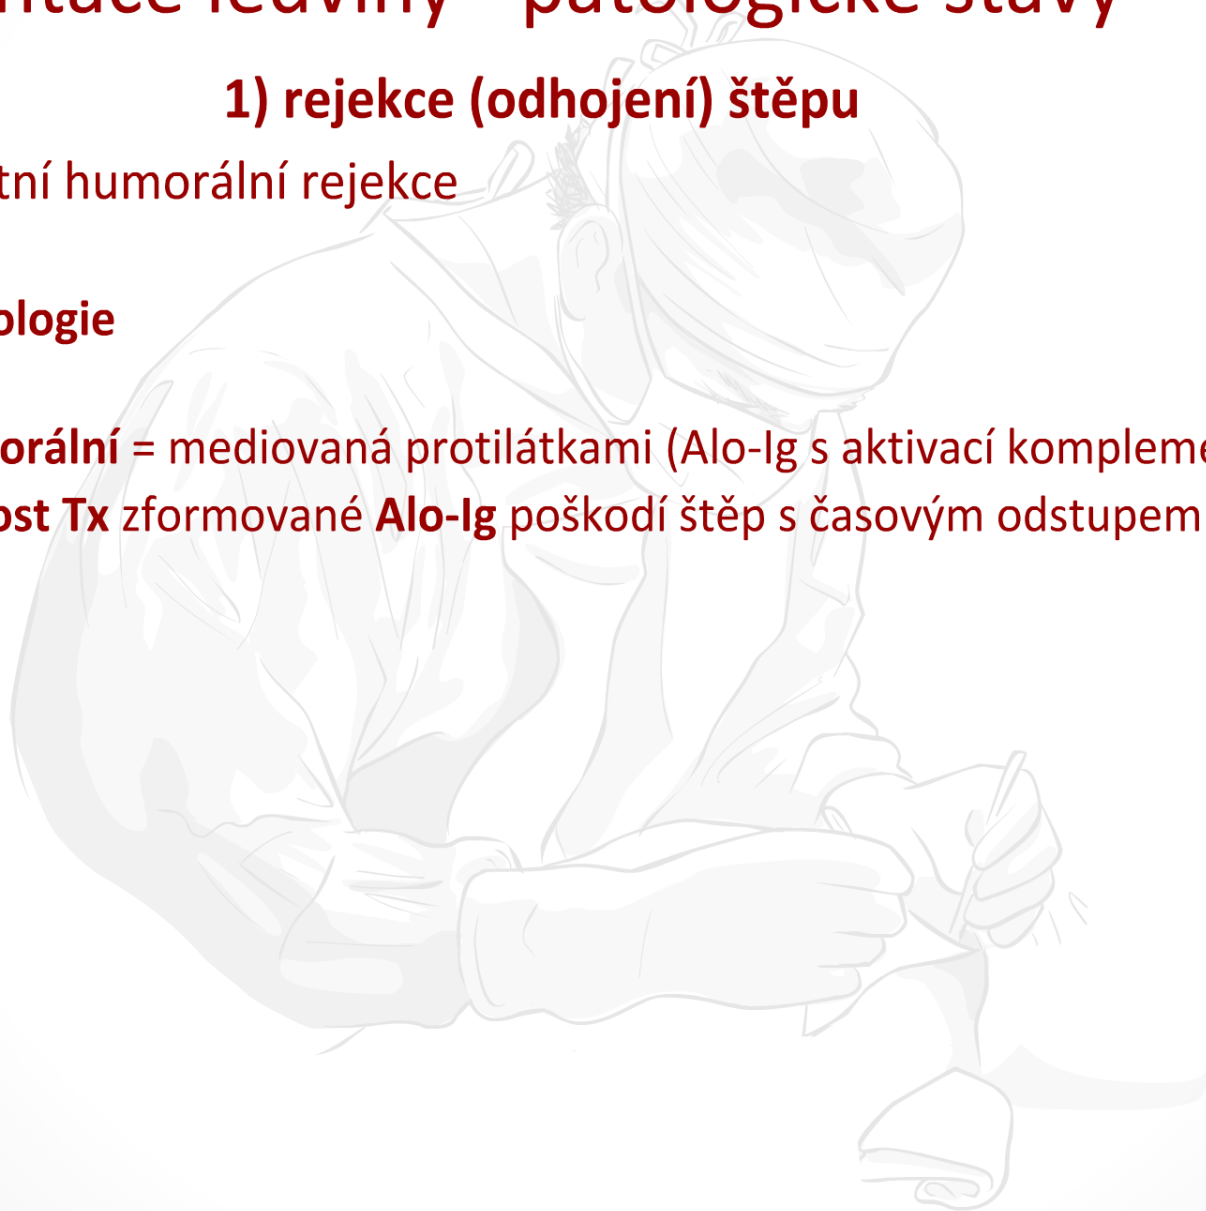 ntace ledviny - patologické stavy
1) rejekce (odhojení) štěpu
tní humorální rejekce
ologie
orální = mediovaná protilátkami (Alo-Ig s aktivací kompleme
ost Tx zformované Alo-Ig poškodí štěp s časovým odstupem